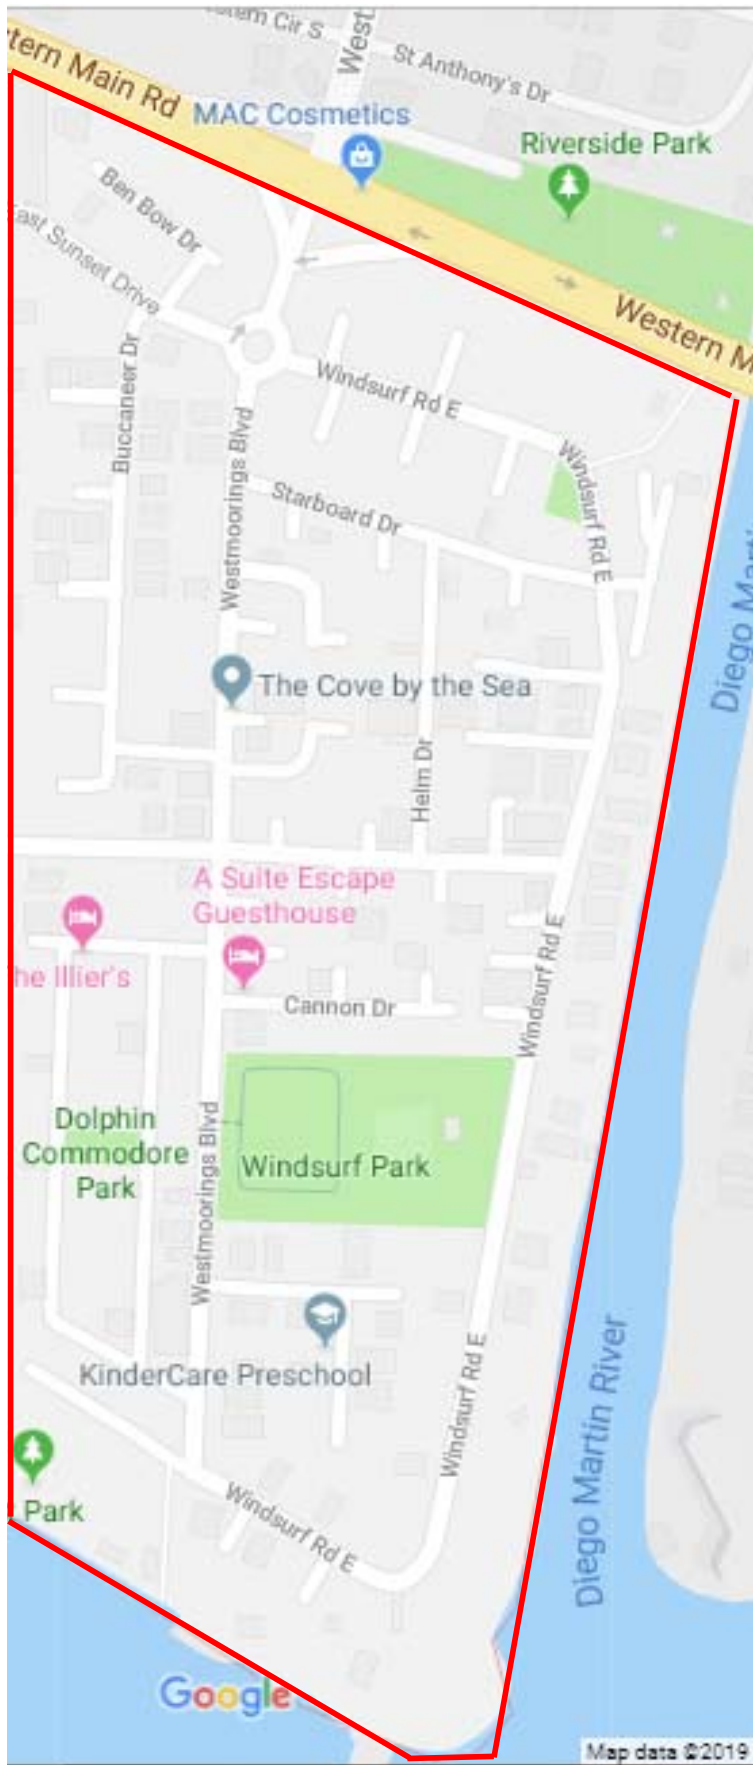 stern Cir S
West
St Anthony's Dr
tern Main Rd
MAC Cosmetics
Riverside Park
Ben Bow Dr
East Sunset Drive
Western M
Buccaneer Dr
Windsurf Rd E
Westmoorings Blvd
Windsurf Rd E
Starboard Dr
Diego Marti
The Cove by the Sea
Helm Dr
A Suite Escape
Guesthouse
he Illier's
Windsurf Rd E
Cannon Dr
Dolphin
Commodore
Park
Westmoorings Blvd
Windsurf Park
KinderCare Preschool
Windsurf Rd E
Diego Martin River
Park
Windsurf Rd E
Google
Map data ©2019